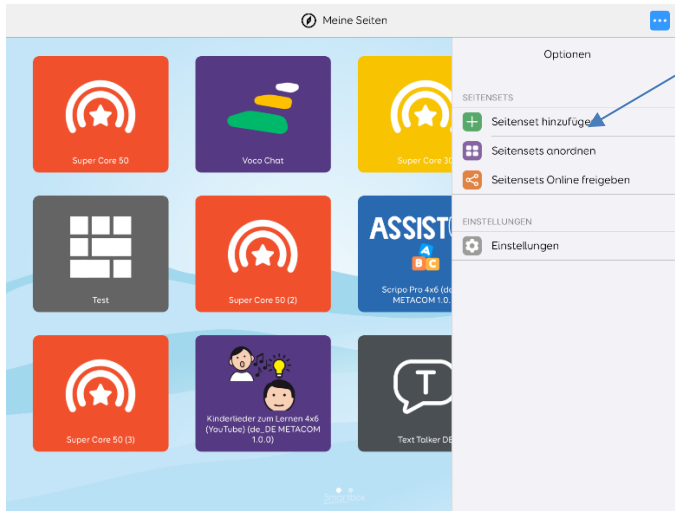 Meine Seiten
Optionen
SEITENSETS
Seitenset hinzufüge
Seitensets anordnen
Seitensets Online freigeben
EINSTELLUNGEN
Einstellungen
Super Core 50
Voco Chat
Super Core 30
Test
Super Core 50 (2)
ASSIST
A
B C
Scripo Pro 4x6 (de
METACOM 1.0.
Super Core 50 (3)
Kinderlieder zum Lernen 4x6
(YouTube) (de_DE METACOM
1.0.0)
T
Text Talker DE
Smartbox